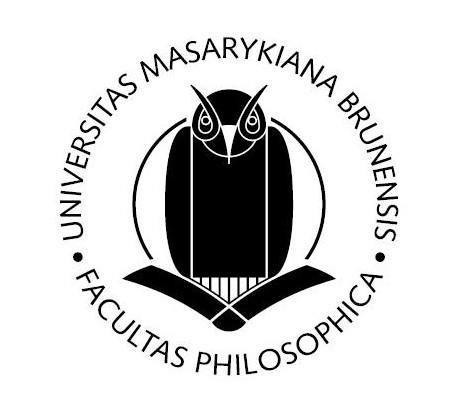 UNIVERSITAS MASARYKIANA BRUNENSIS
• FACULTAS PHILOSOPHICA •